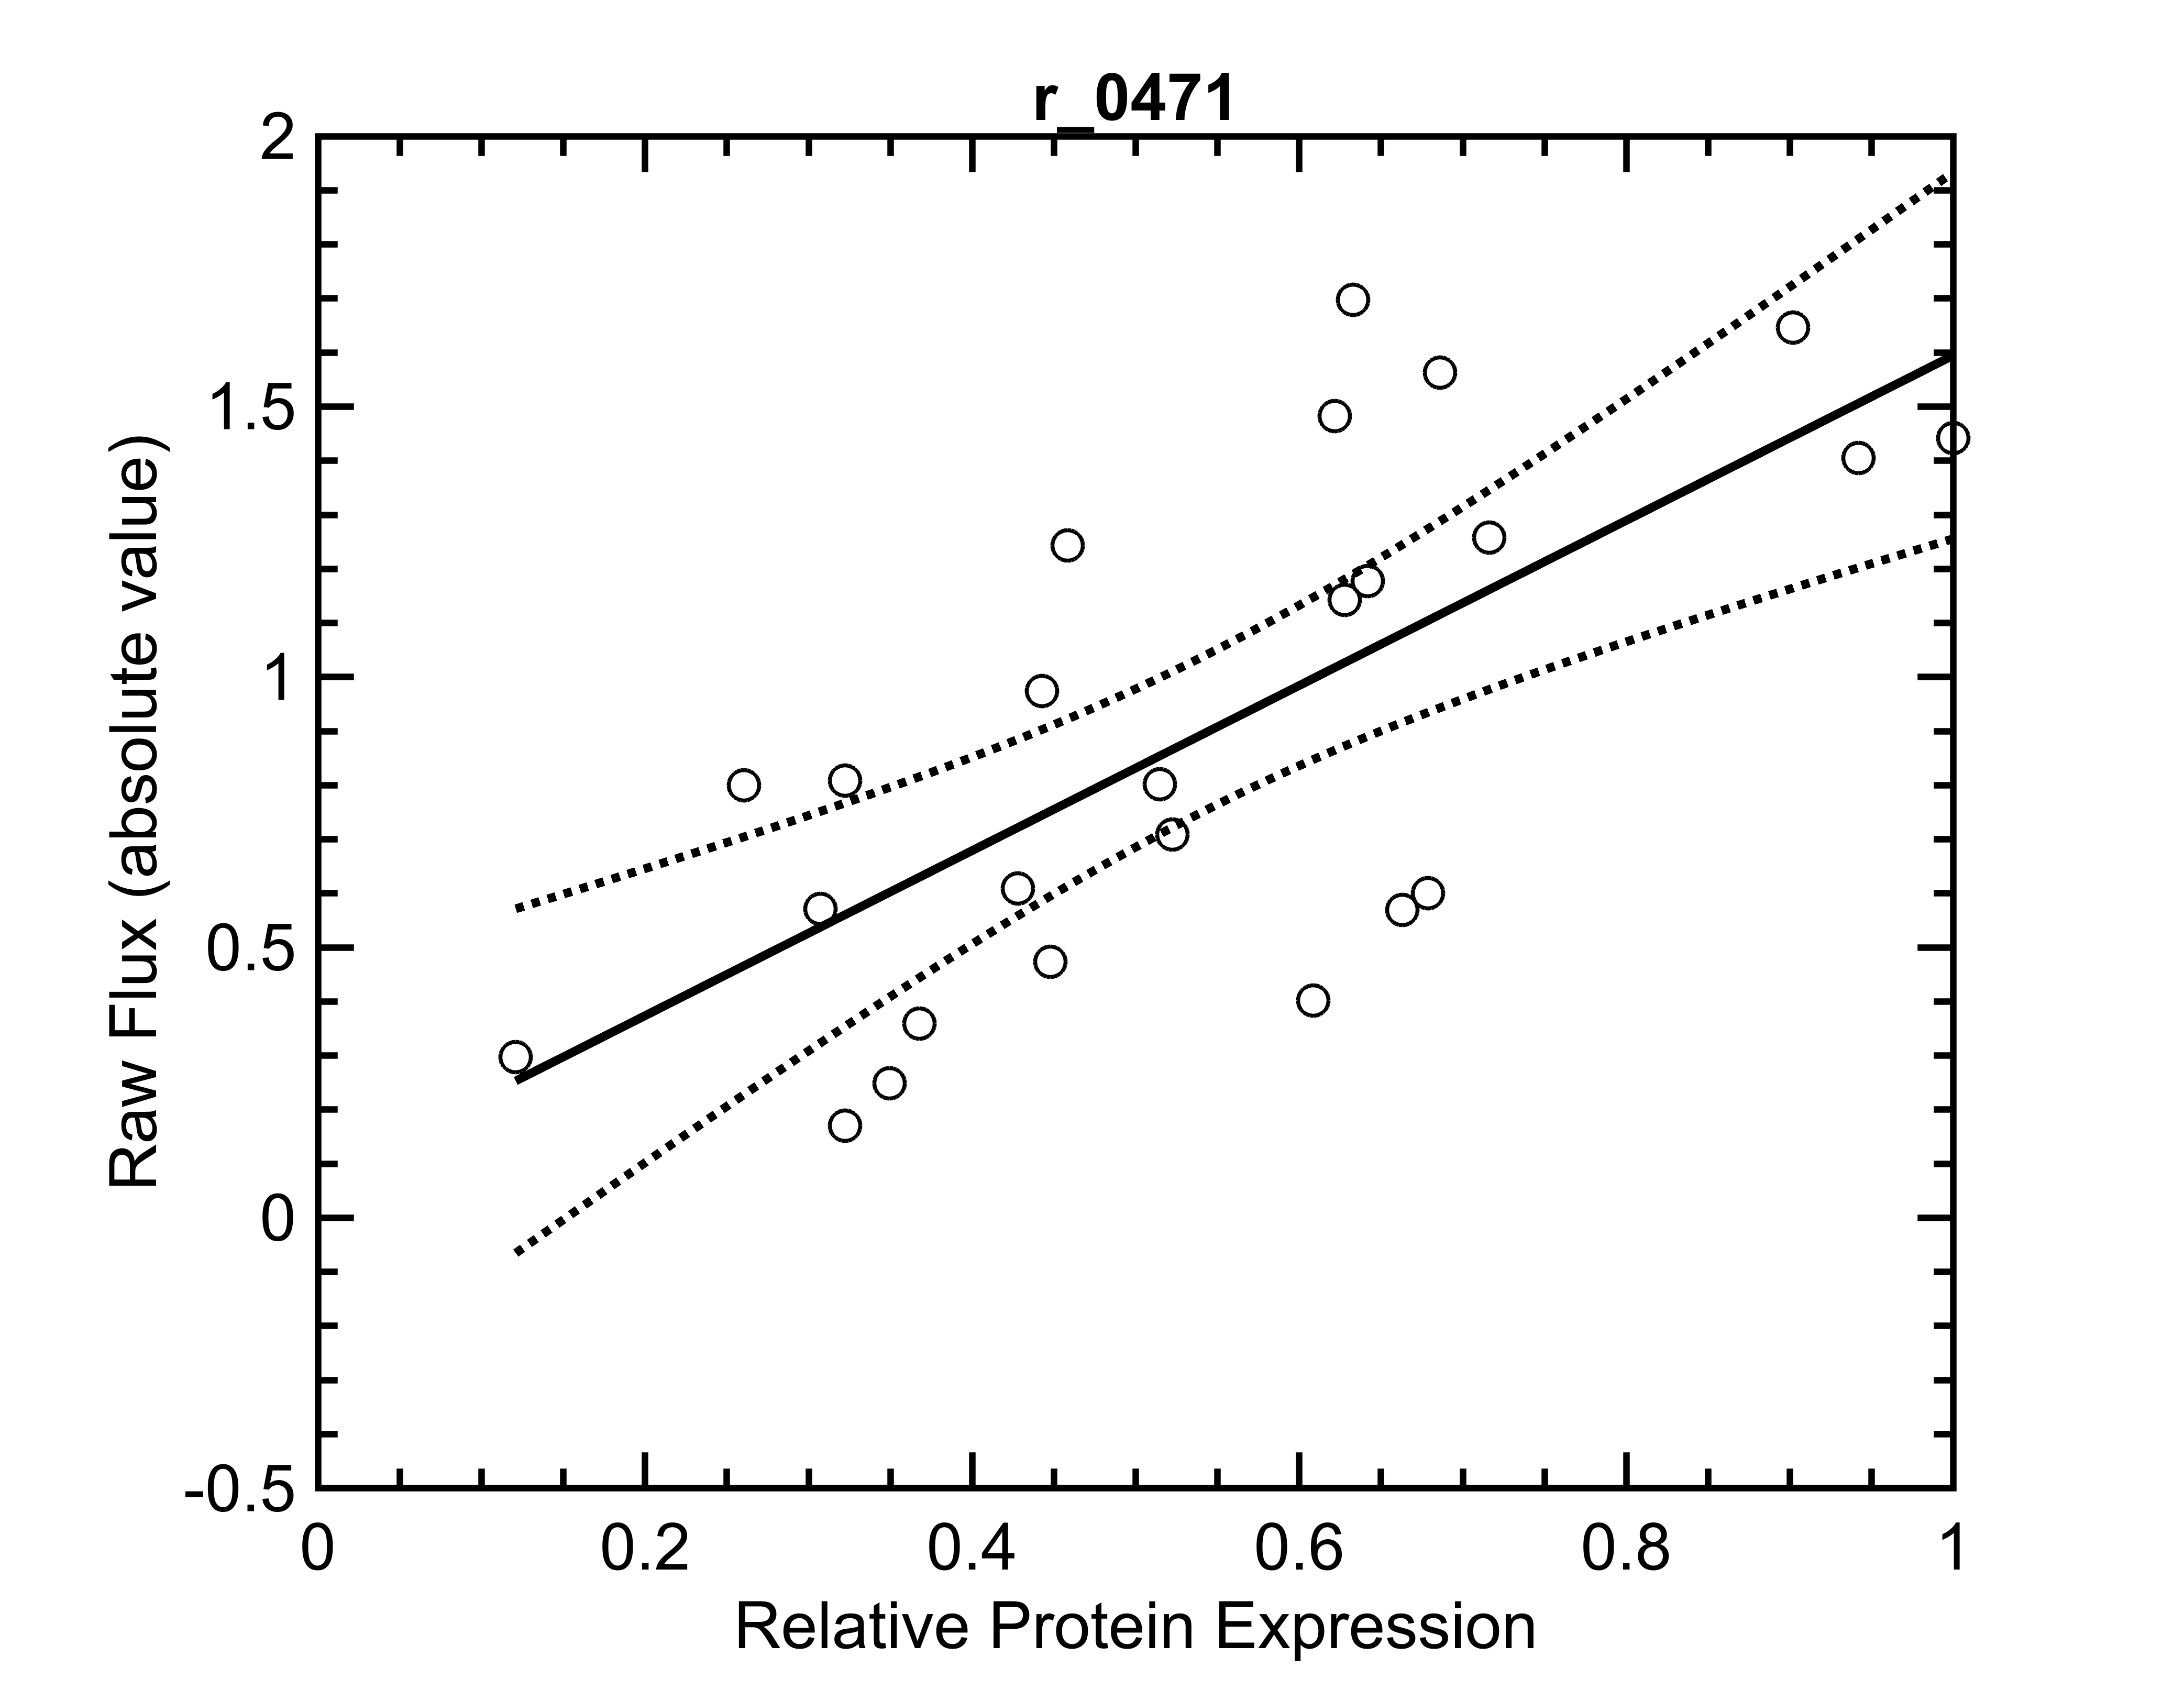 r_0471
2
1.5
1
0.5
0
-0.5
0 0.2 0.4 0.6 0.8 1
Relative Protein Expression
Raw Flux (absolute value)